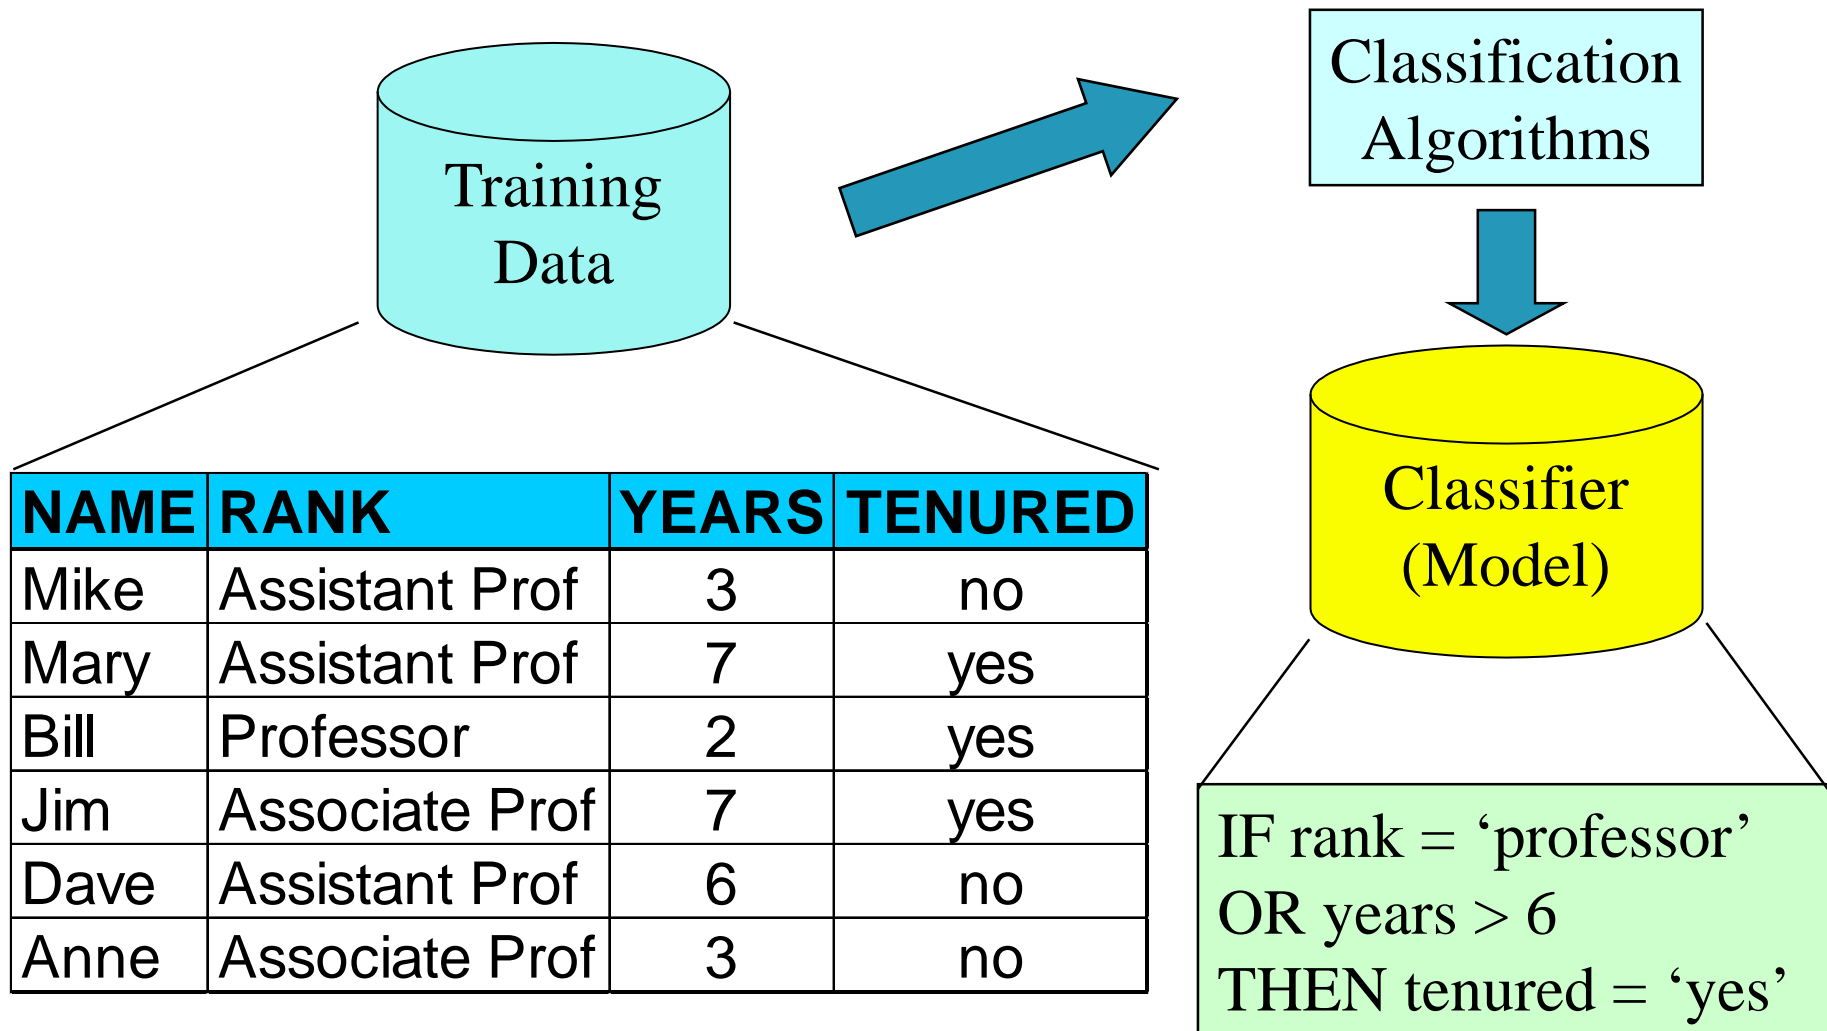 Training
Data
Classification
Algorithms
Classifier
(Model)
NAME RANK YEARS TENURED
Mike Assistant Prof 3 no
Mary Assistant Prof 7 yes
Bill Professor 2 yes
Jim Associate Prof 7 yes
Dave Assistant Prof 6 no
Anne Associate Prof 3 no
IF rank = ‘professor’
OR years > 6
THEN tenured = ‘yes’